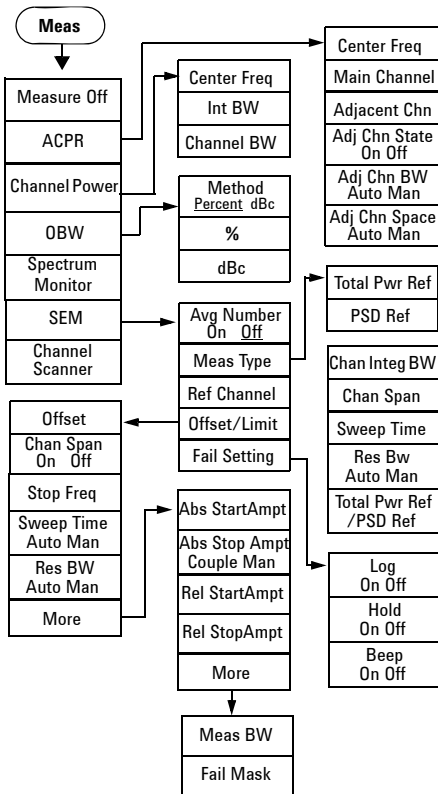 Meas
Measure Off
ACPR
Channel Power
OBW
Spectrum
Monitor
SEM
Channel
Scanner
Center Freq
Int BW
Channel BW
Center Freq
Main Channel
Adjacent Chn
Adj Chn State
On Off
Adj Chn BW
Auto Man
Adj Chn Space
Auto Man
Method
Percent dBc
%
dBc
Avg Number
On Off
Meas Type
Ref Channel
Offset/Limit
Fail Setting
Total Pwr Ref
PSD Ref
Chan Integ BW
Chan Span
Sweep Time
Res Bw
Auto Man
Total Pwr Ref
/PSD Ref
Offset
Chan Span
On Off
Stop Freq
Sweep Time
Auto Man
Res BW
Auto Man
More
Abs StartAmpt
Abs Stop Ampt
Couple Man
Rel StartAmpt
Rel StopAmpt
More
Log
On Off
Hold
On Off
Beep
On Off
Meas BW
Fail Mask